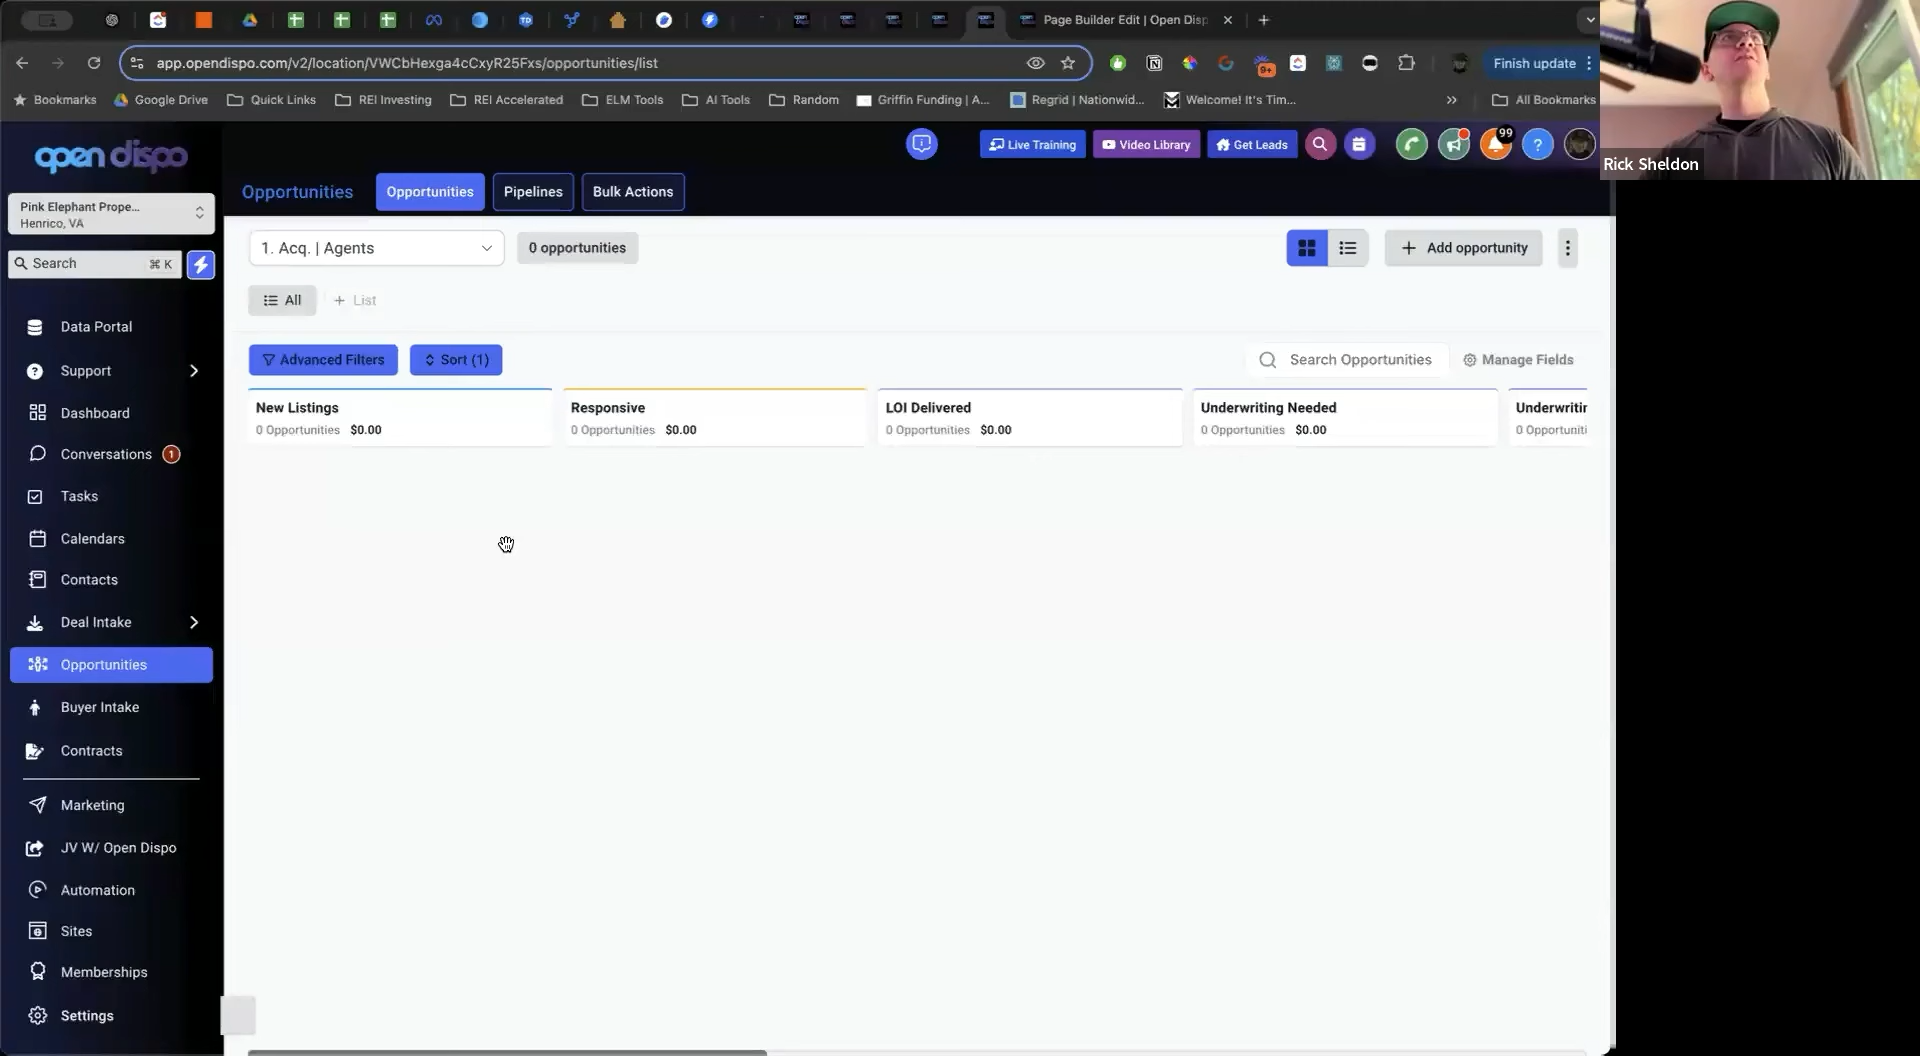 Page Builder Edit | Open Disp
app.opendispo.com/v2/location/VWCbHexga4cCxyR25Fxs/opportunities/list
9+
Finish update
Bookmarks
Google Drive
Quick Links
REI Investing
REI Accelerated
ELM Tools
AI Tools
Random
Griffin Funding | A...
Regrid | Nationwid...
Welcome! It's Tim...
All Bookmarks
open dispo
Live Training
Video Library
Get Leads
99
Rick Sheldon
Pink Elephant Prope...
Henrico, VA
Search
⌘ K
Opportunities
Opportunities
Pipelines
Bulk Actions
1. Acq. | Agents
0 opportunities
+ Add opportunity
All
+ List
Advanced Filters
Sort (1)
Search Opportunities
Manage Fields
New Listings
0 Opportunities $0.00
Responsive
0 Opportunities $0.00
LOI Delivered
0 Opportunities $0.00
Underwriting Needed
0 Opportunities $0.00
Underwritin
0 Opportuniti
Data Portal
Support
Dashboard
Conversations 1
Tasks
Calendars
Contacts
Deal Intake
Opportunities
Buyer Intake
Contracts
Marketing
JV W/ Open Dispo
Automation
Sites
Memberships
Settings